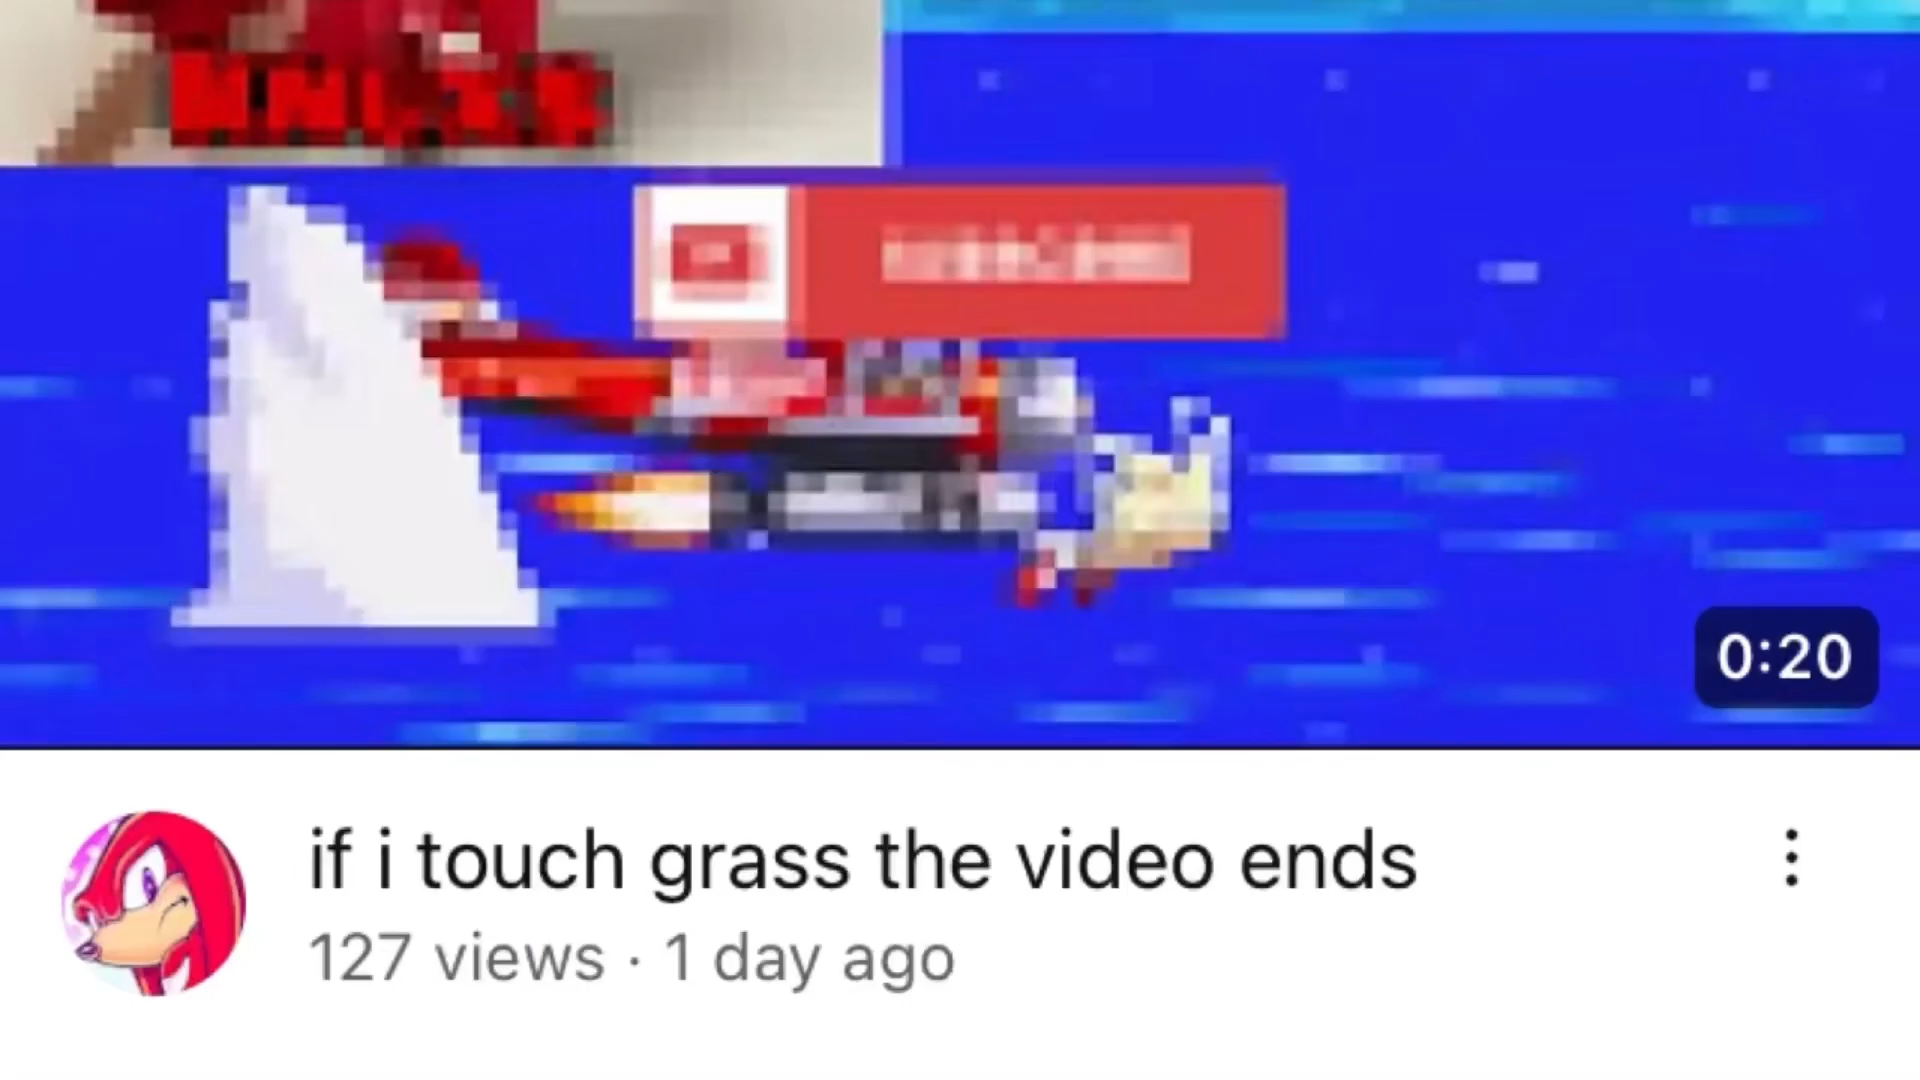 0:20
if i touch grass the video ends
127 views · 1 day ago